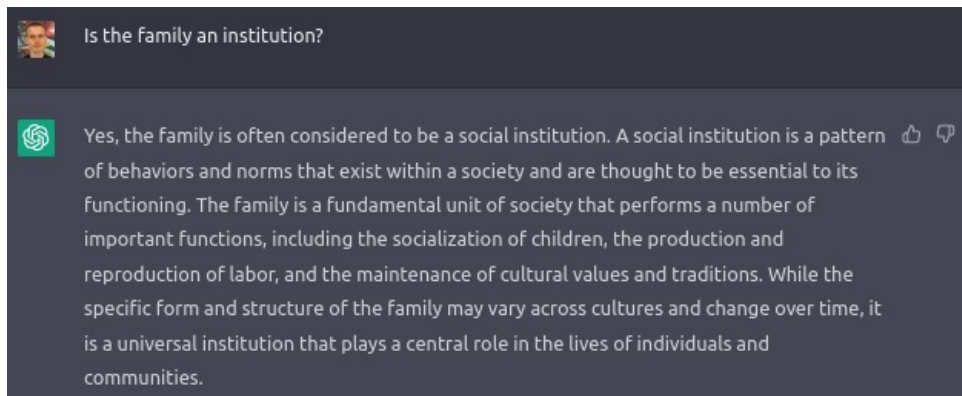 Is the family an institution?
Yes, the family is often considered to be a social institution. A social institution is a pattern
of behaviors and norms that exist within a society and are thought to be essential to its
functioning. The family is a fundamental unit of society that performs a number of
important functions, including the socialization of children, the production and
reproduction of labor, and the maintenance of cultural values and traditions. While the
specific form and structure of the family may vary across cultures and change over time, it
is a universal institution that plays a central role in the lives of individuals and
communities.